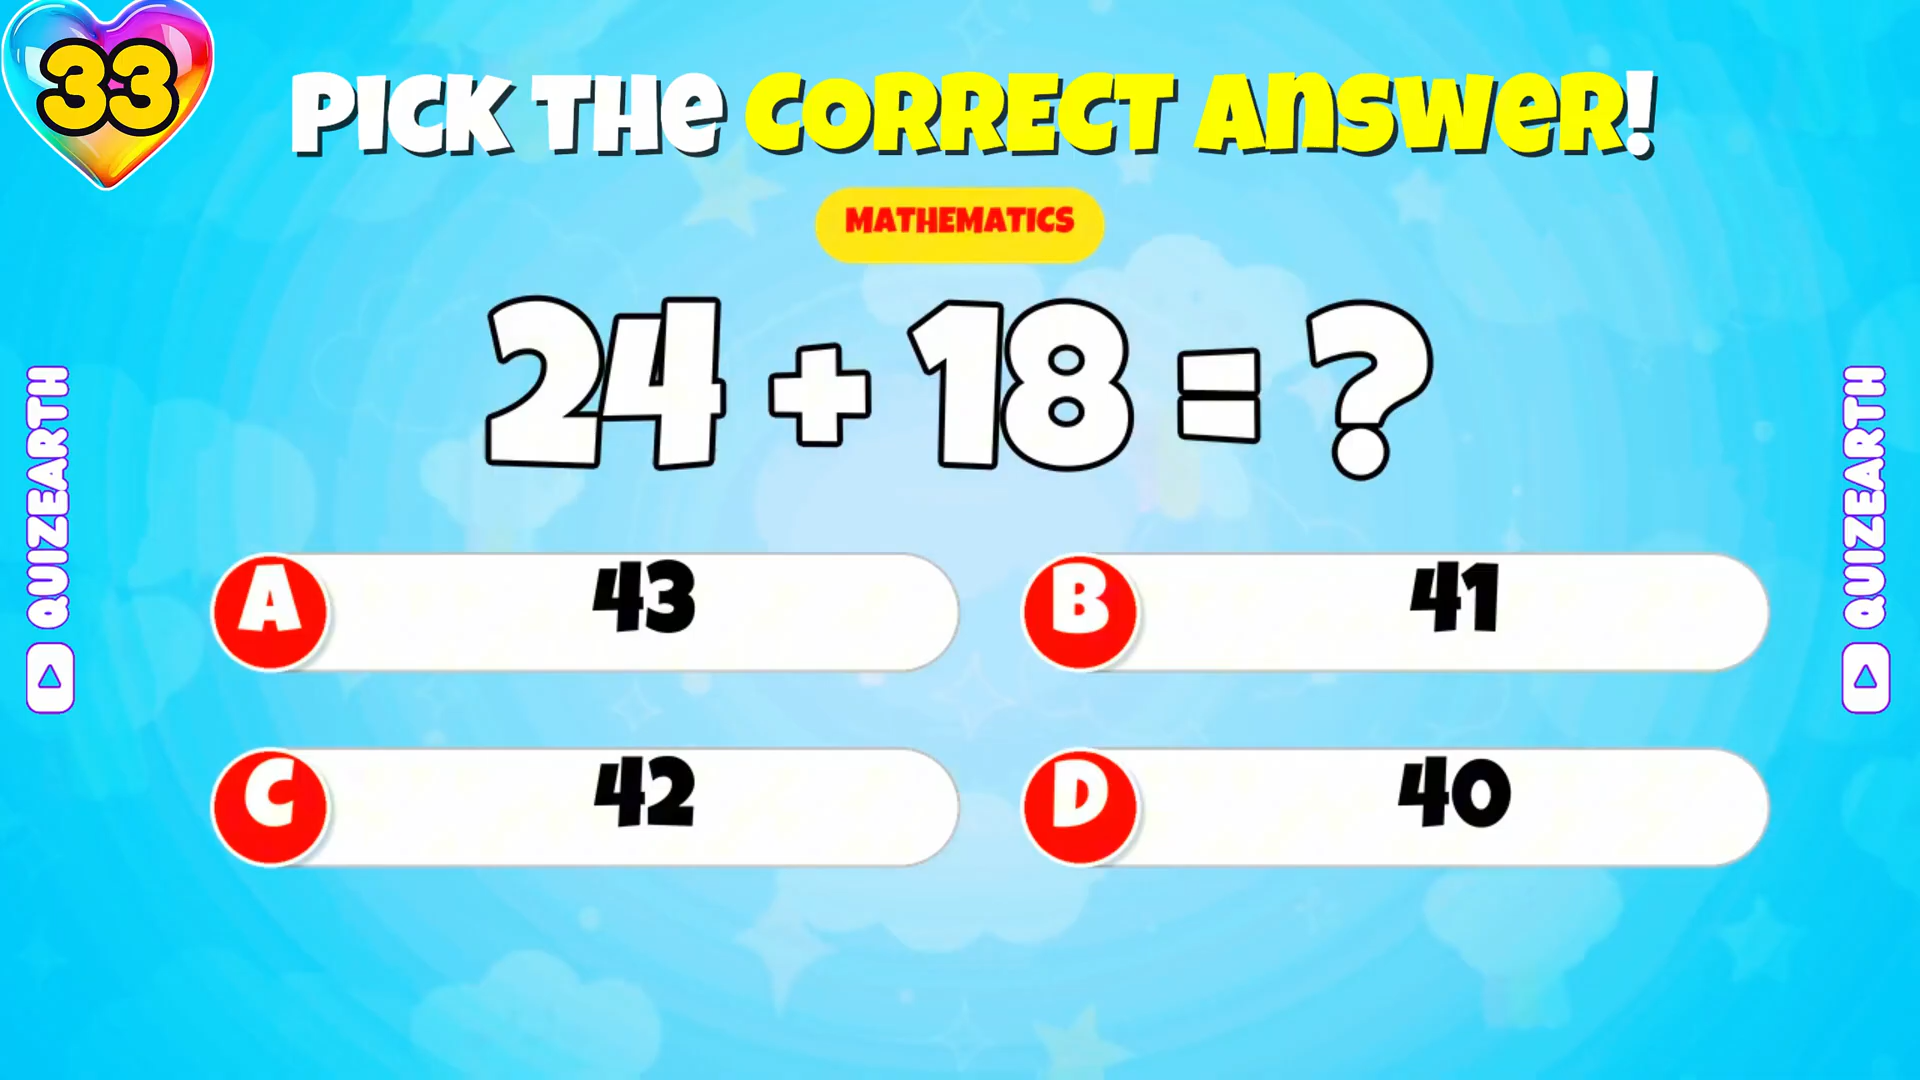 33
PICK THE CORRECT ANSWER!
MATHEMATICS
24 + 18 = ?
A 43
B 41
C 42
D 40
QUIZEARTH
QUIZEARTH